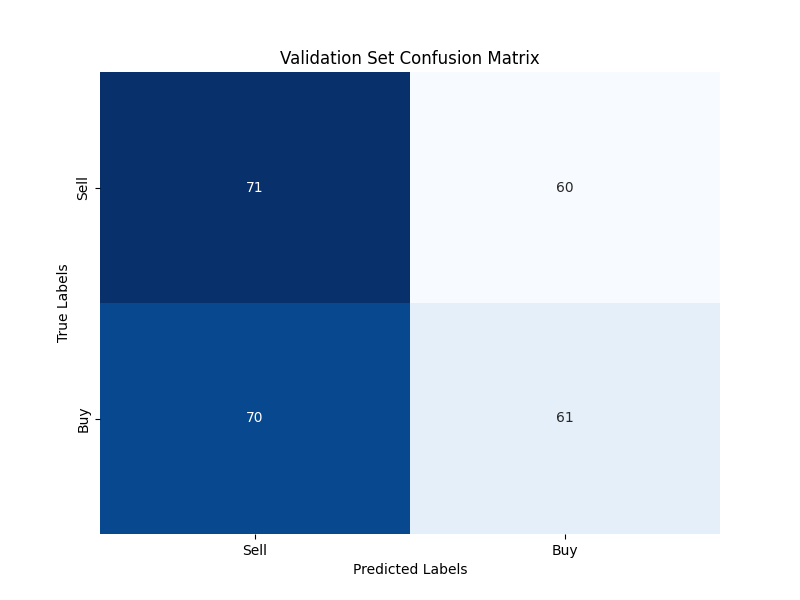 Validation Set Confusion Matrix
Sell
71
60
True Labels
Buy
70
61
Sell
Buy
Predicted Labels